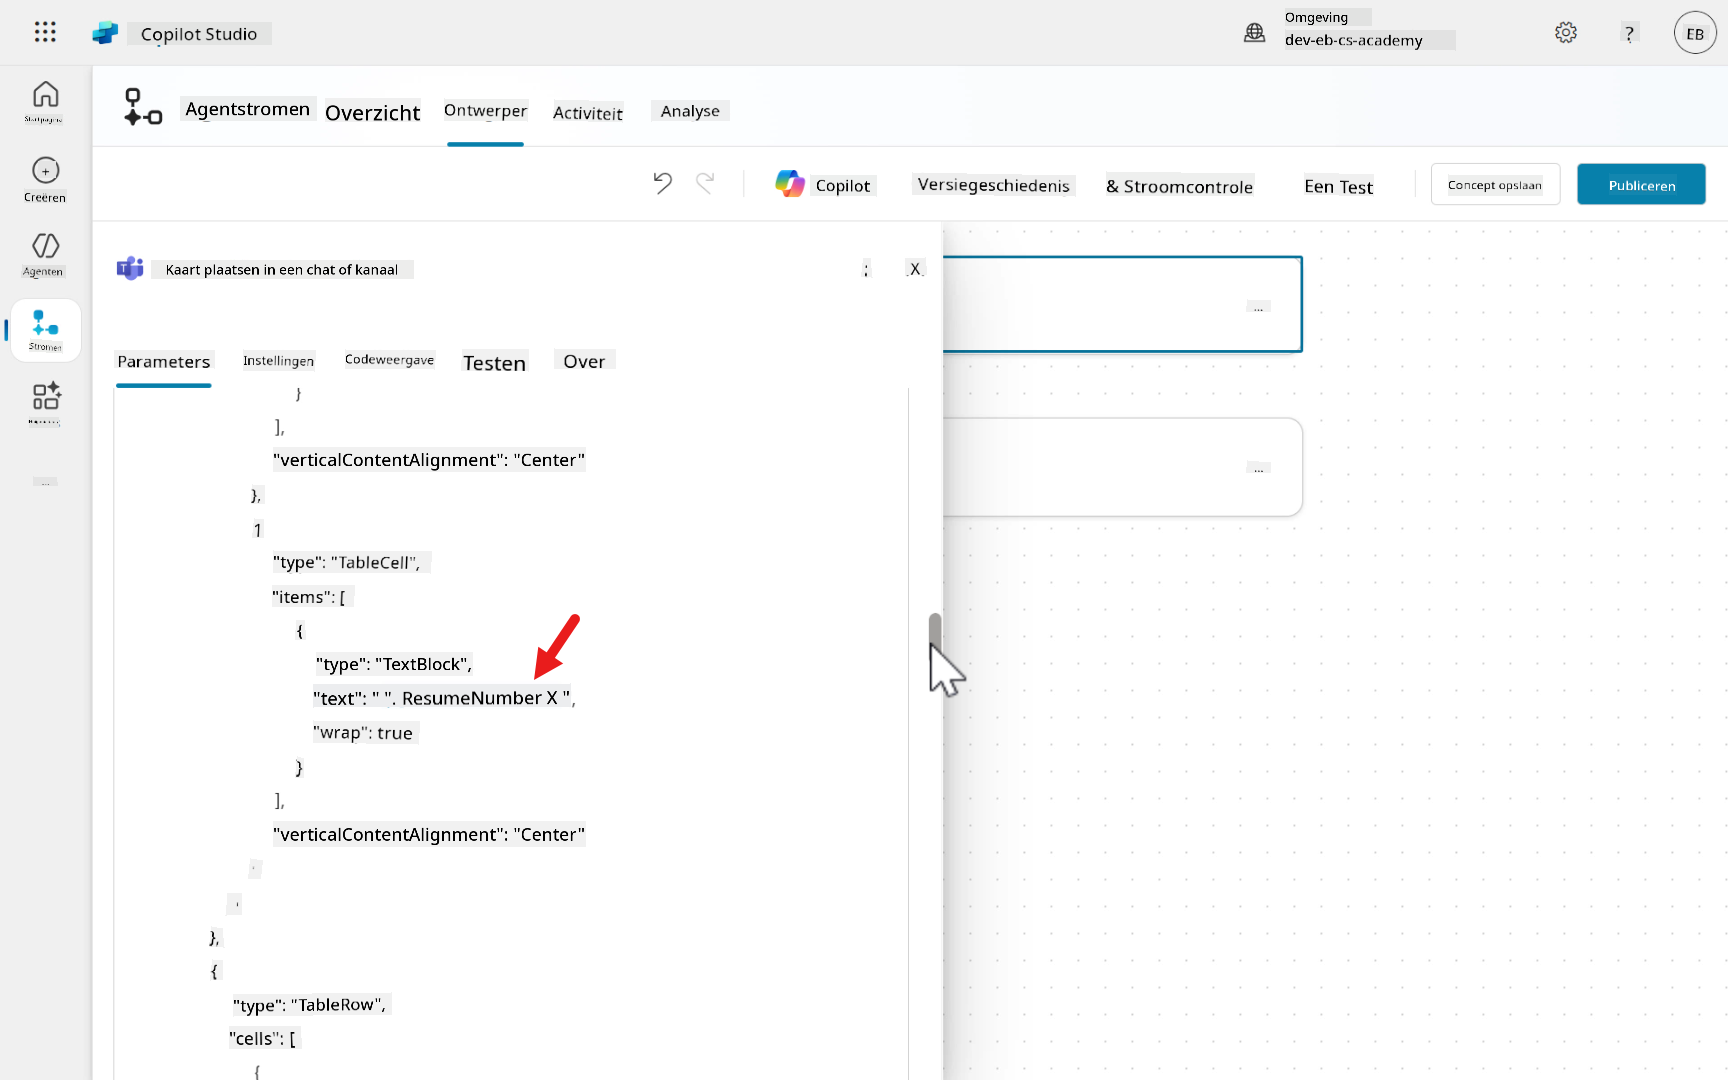 Copilot Studio
Omgeving
dev-eb-cs-academy
?
EB
Startpagina
Creëren
Agenten
Stromen
...
Agentstromen
Overzicht
Ontwerper
Activiteit
Analyse
Copilot
Versiegeschiedenis
& Stroomcontrole
Een Test
Concept opslaan
Publiceren
Kaart plaatsen in een chat of kanaal
:
X
Parameters
Instellingen
Codeweergave
Testen
Over
...
...
}
],
"verticalContentAlignment": "Center"
},
1
"type": "TableCell",
"items": [
{
"type": "TextBlock",
"text": " ". ResumeNumber X ",
"wrap": true
}
],
"verticalContentAlignment": "Center"
},
{
"type": "TableRow",
"cells": [
{